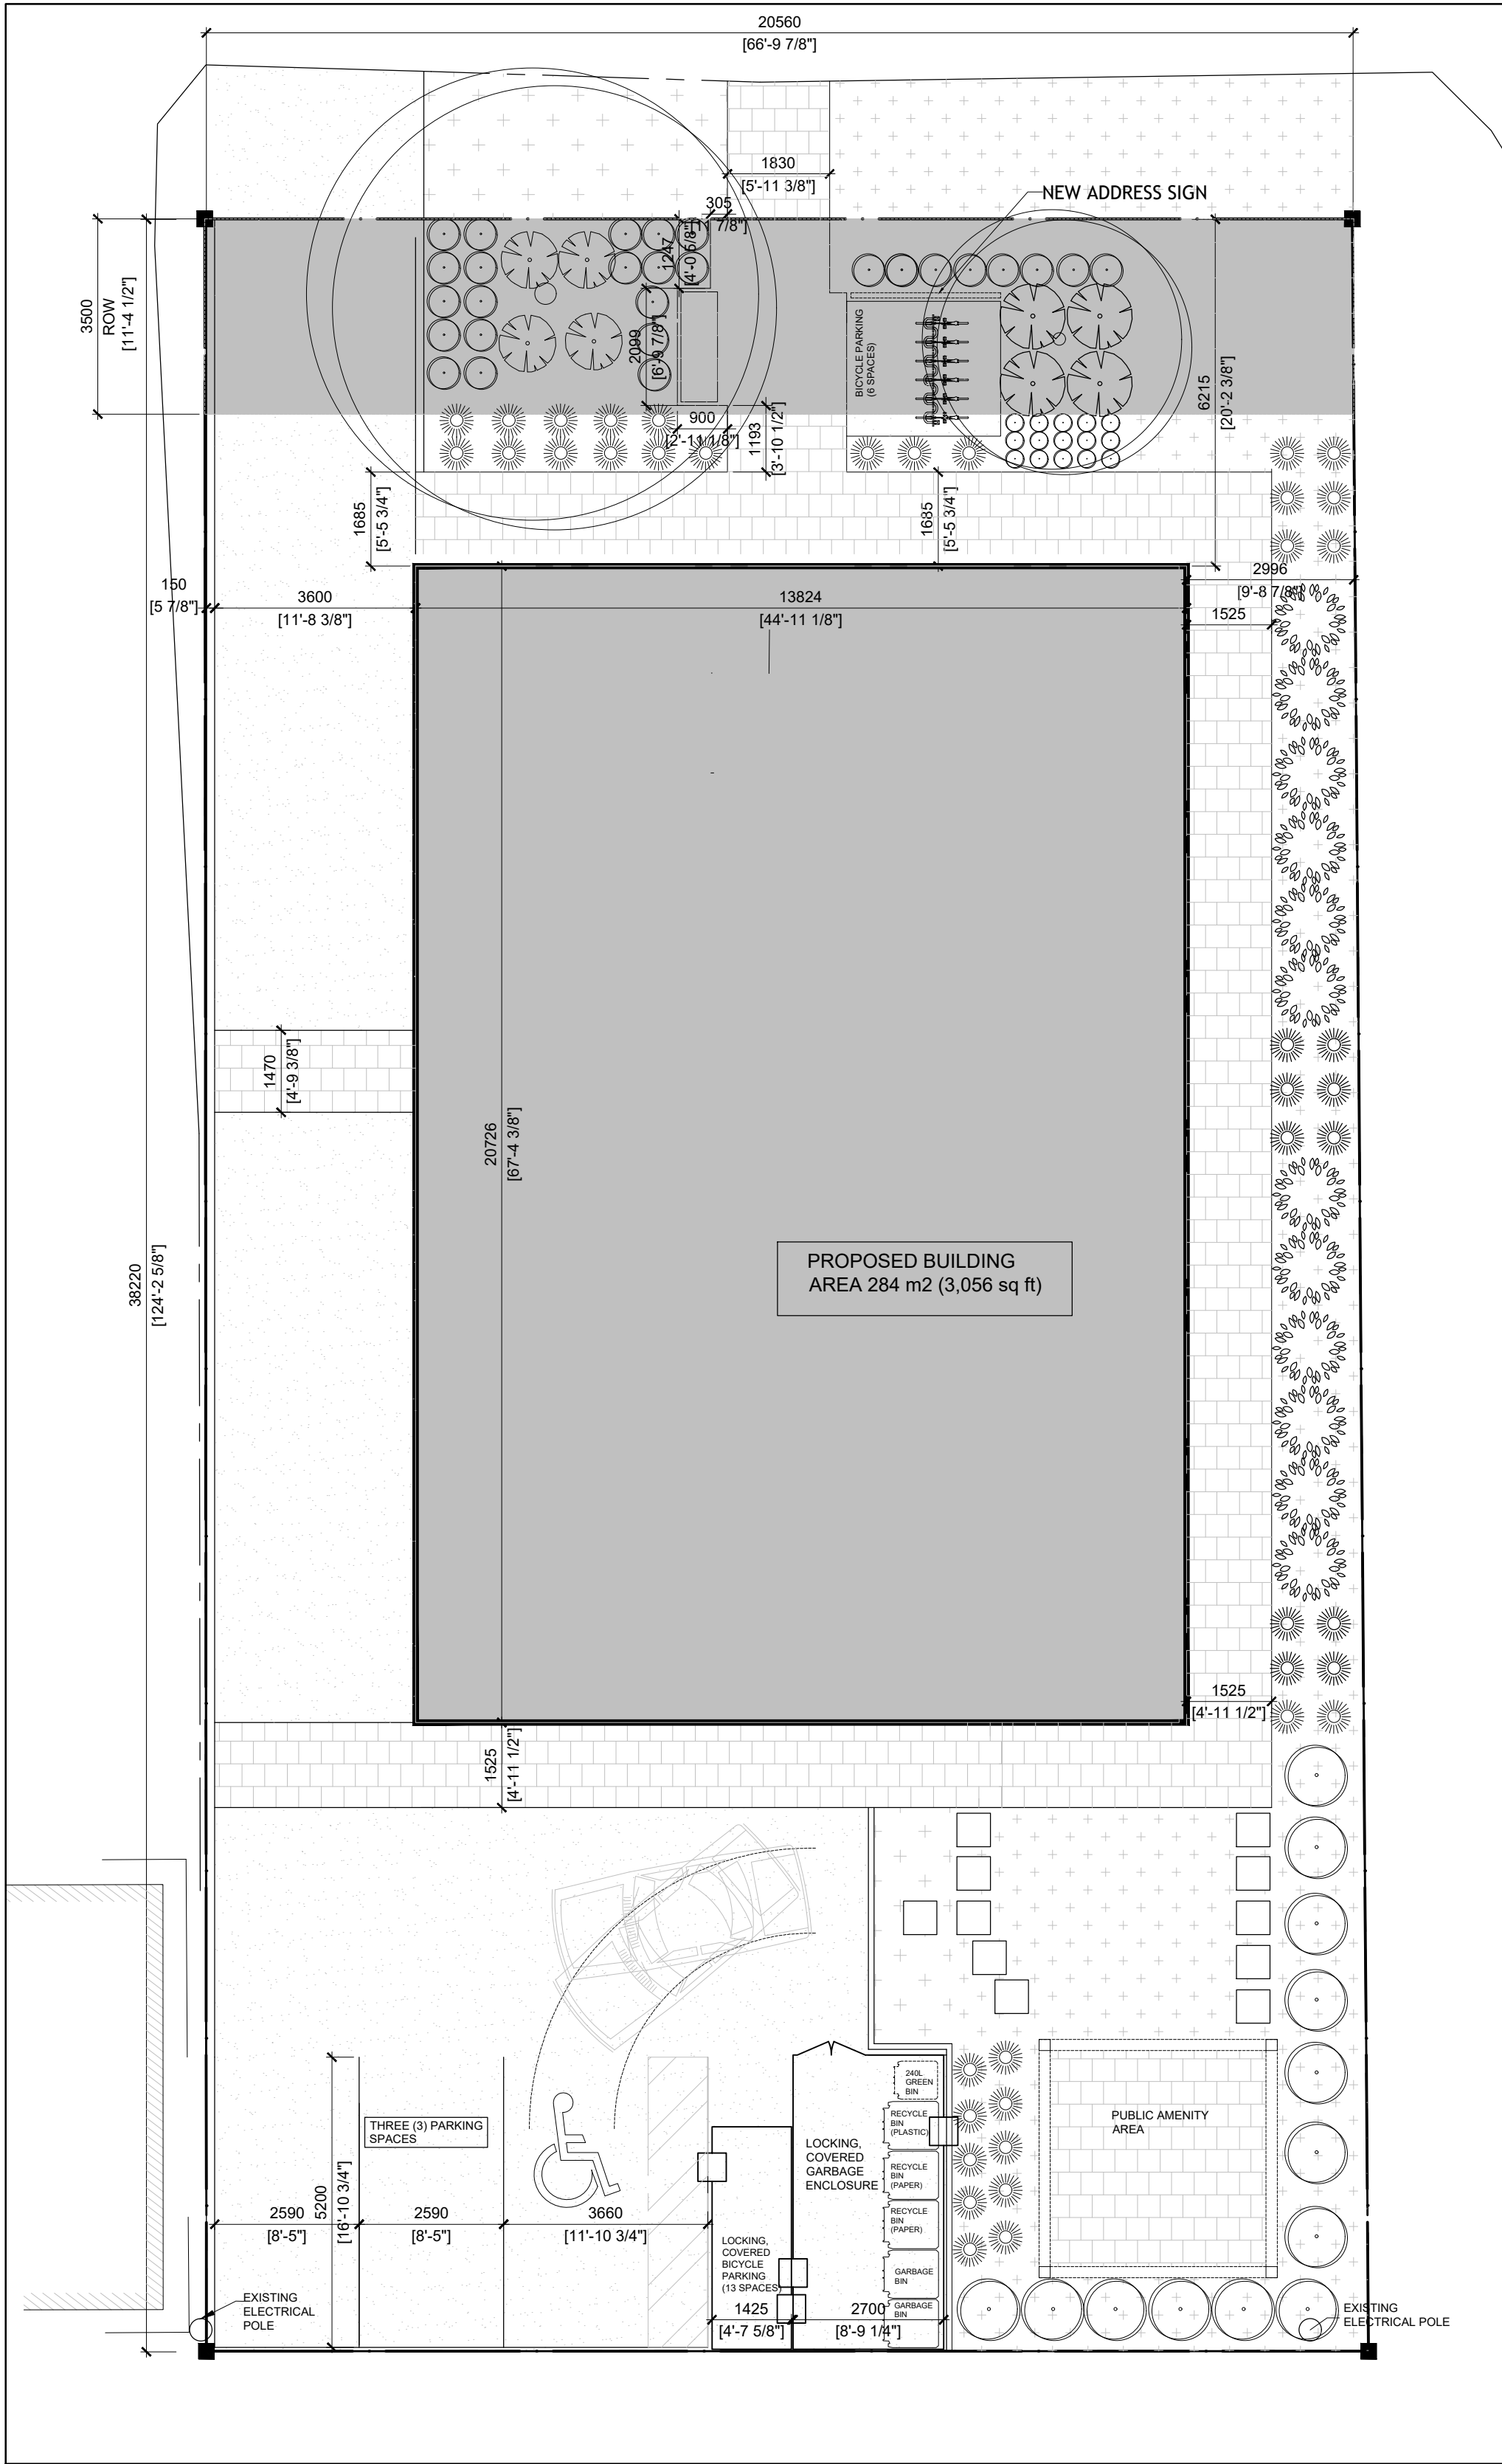 20560
[66'-9 7/8"]
1830
[5'-11 3/8"]
NEW ADDRESS SIGN
305
[11 7/8"]
1247
[4'-0 5/8"]
3500
ROW
[11'-4 1/2"]
2099
[6'-9 7/8"]
BICYCLE PARKING
(6 SPACES)
6215
[20'-2 3/8"]
900
[2'-11 1/8"]
1193
[3'-10 1/2"]
1685
[5'-5 3/4"]
1685
[5'-5 3/4"]
150
[5 7/8"]
3600
[11'-8 3/8"]
13824
[44'-11 1/8"]
2996
[9'-8 7/8"]
1525
1470
[4'-9 3/8"]
20726
[67'-4 3/8"]
38220
[124'-2 5/8"]
PROPOSED BUILDING
AREA 284 m2 (3,056 sq ft)
1525
[4'-11 1/2"]
1525
[4'-11 1/2"]
THREE (3) PARKING
SPACES
5200
[16'-10 3/4"]
2590
[8'-5"]
2590
[8'-5"]
3660
[11'-10 3/4"]
LOCKING,
COVERED
GARBAGE
ENCLOSURE
240L
GREEN
BIN
RECYCLE
BIN
(PLASTIC)
RECYCLE
BIN
(PAPER)
RECYCLE
BIN
(PAPER)
GARBAGE
BIN
GARBAGE
BIN
PUBLIC AMENITY
AREA
LOCKING,
COVERED
BICYCLE
PARKING
(13 SPACES)
1425
[4'-7 5/8"]
2700
[8'-9 1/4"]
EXISTING
ELECTRICAL
POLE
EXISTING
ELECTRICAL POLE